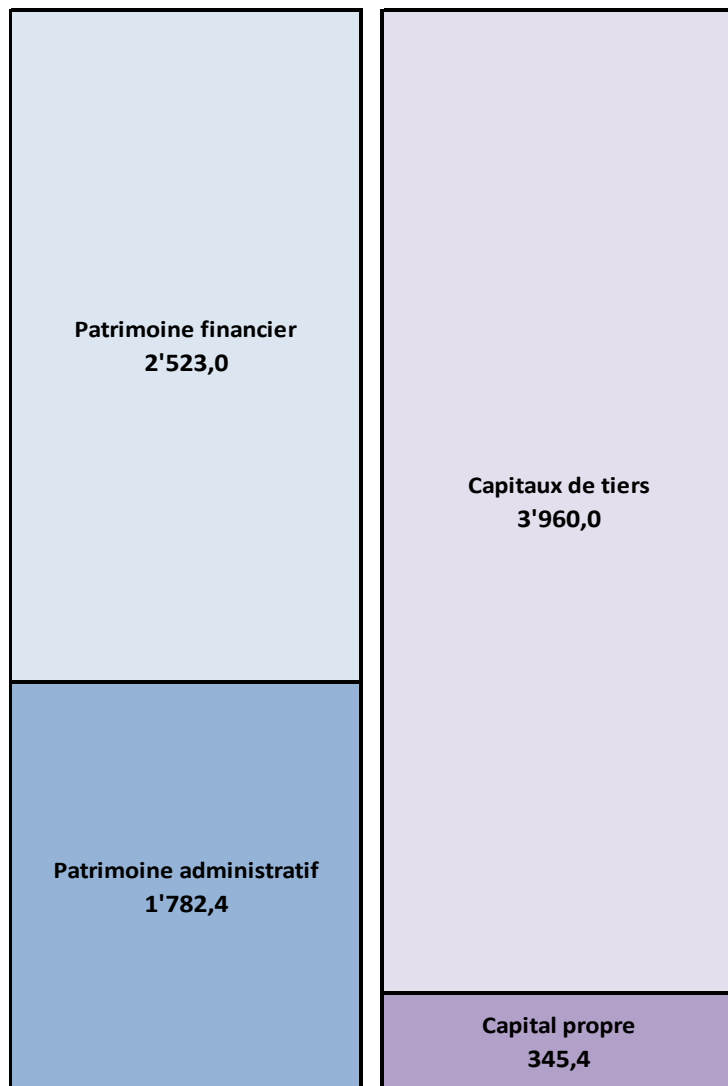 Patrimoine financier
2'523,0
Patrimoine administratif
1'782,4
Capitaux de tiers
3'960,0
Capital propre
345,4